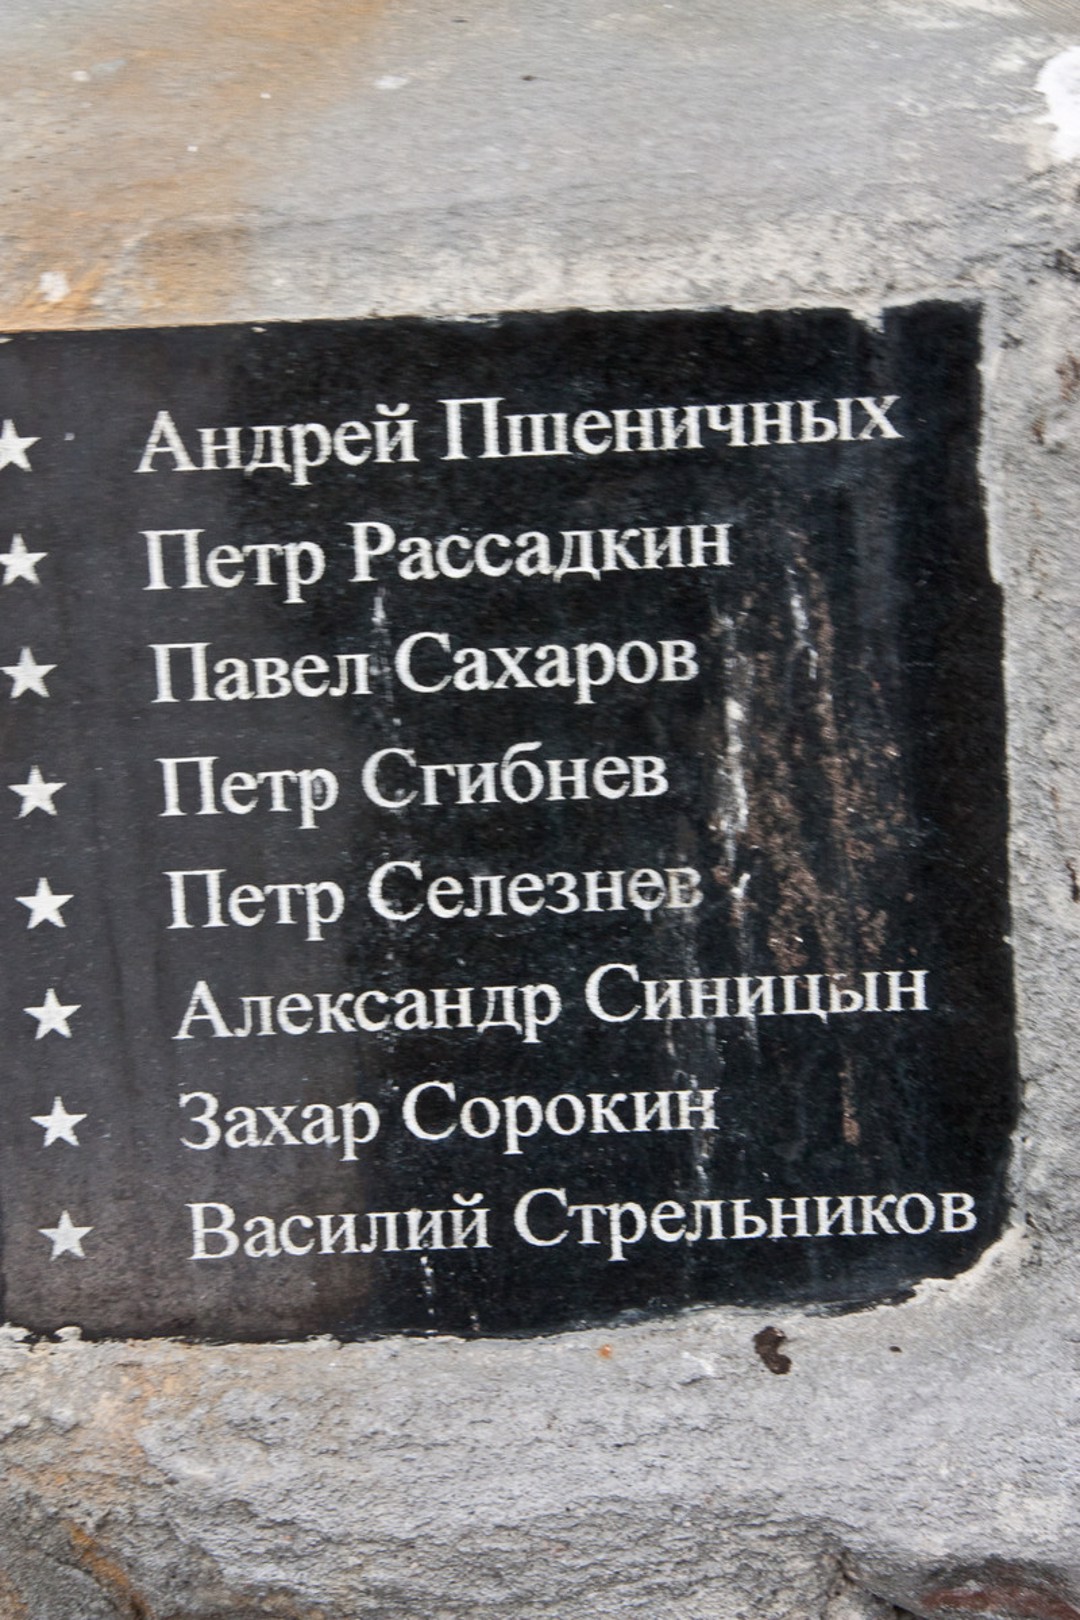 ★ Андрей Пшеничных
★ Петр Рассадкин
★ Павел Сахаров
★ Петр Сгибнев
★ Петр Селезнев
★ Александр Синицын
★ Захар Сорокин
★ Василий Стрельников